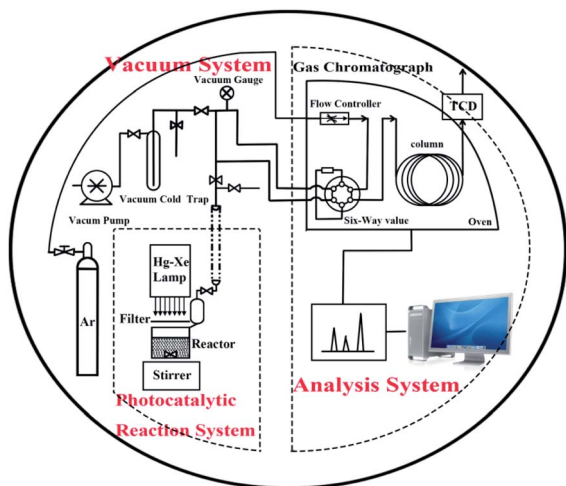 Vacuum System
Gas Chromatograph
Vacuum Gauge
Flow Controller
TCD
column
Vacum Pump
Vacuum Cold Trap
Six-Way value
Oven
Hg-Xe
Lamp
Ar
Filter
Reactor
Stirrer
Photocatalytic
Reaction System
Analysis System